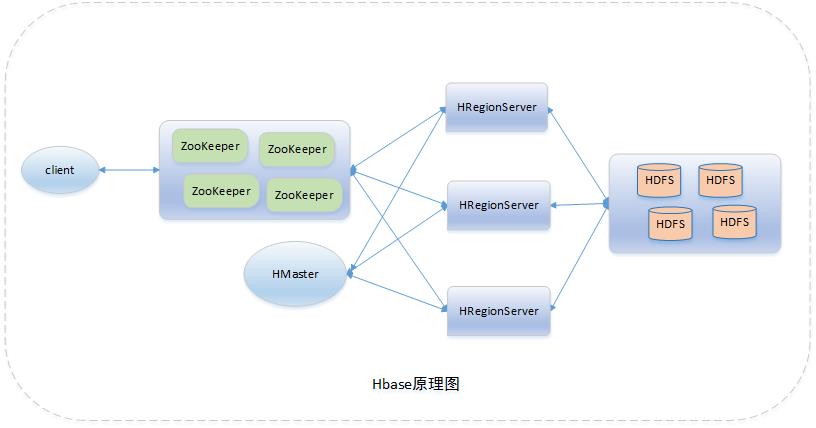 client
ZooKeeper
ZooKeeper
ZooKeeper
ZooKeeper
HMaster
HRegionServer
HRegionServer
HRegionServer
HDFS
HDFS
HDFS
HDFS
Hbase原理图